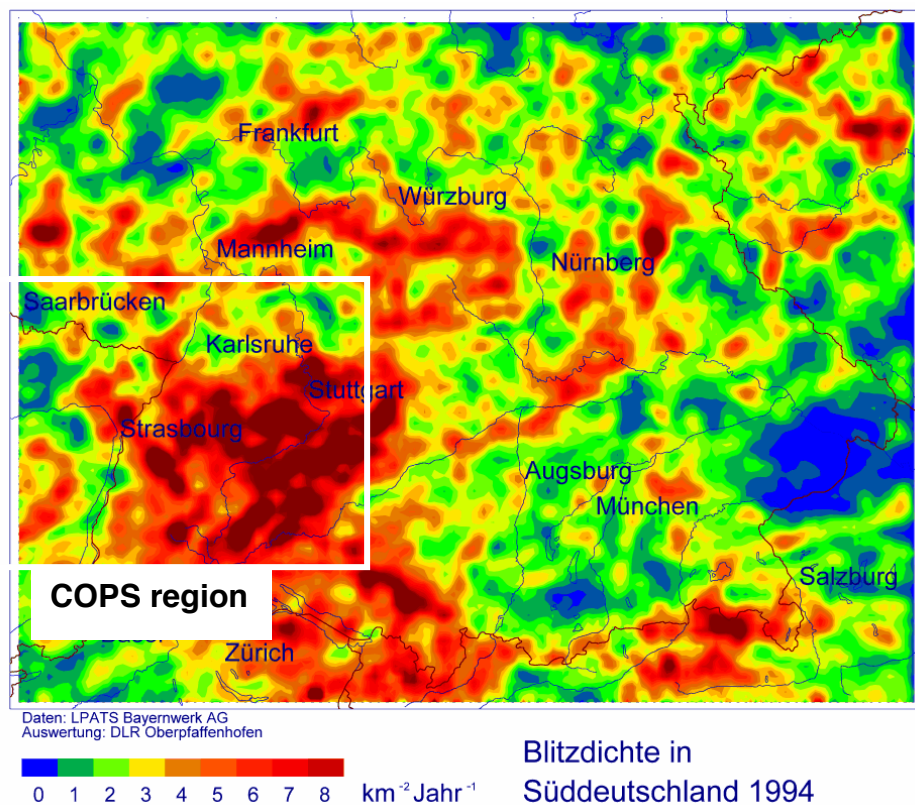 Frankfurt
Würzburg
Mannheim
Nürnberg
Saarbrücken
Karlsruhe
Stuttgart
Strasbourg
Augsburg
München
Salzburg
COPS region
Zürich
Daten: LPATS Bayernwerk AG
Auswertung: DLR Oberpfaffenhofen
Blitzdichte in
Süddeutschland 1994
0 1 2 3 4 5 6 7 8 km⁻² Jahr⁻¹